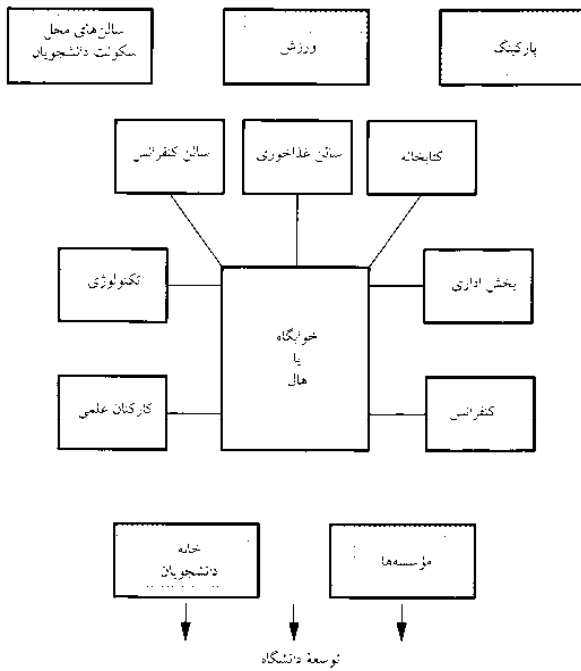 پارکینگ
ورزش
سالن‌های محل
سکونت دانشجویان
کتابخانه
سالن غذاخوری
سالن کنفرانس
بخش اداری
تکنولوژی
خوابگاه
یا
هال
کنفرانس
کارکنان علمی
مؤسسه‌ها
خانه
دانشجویان
توسعهٔ دانشگاه